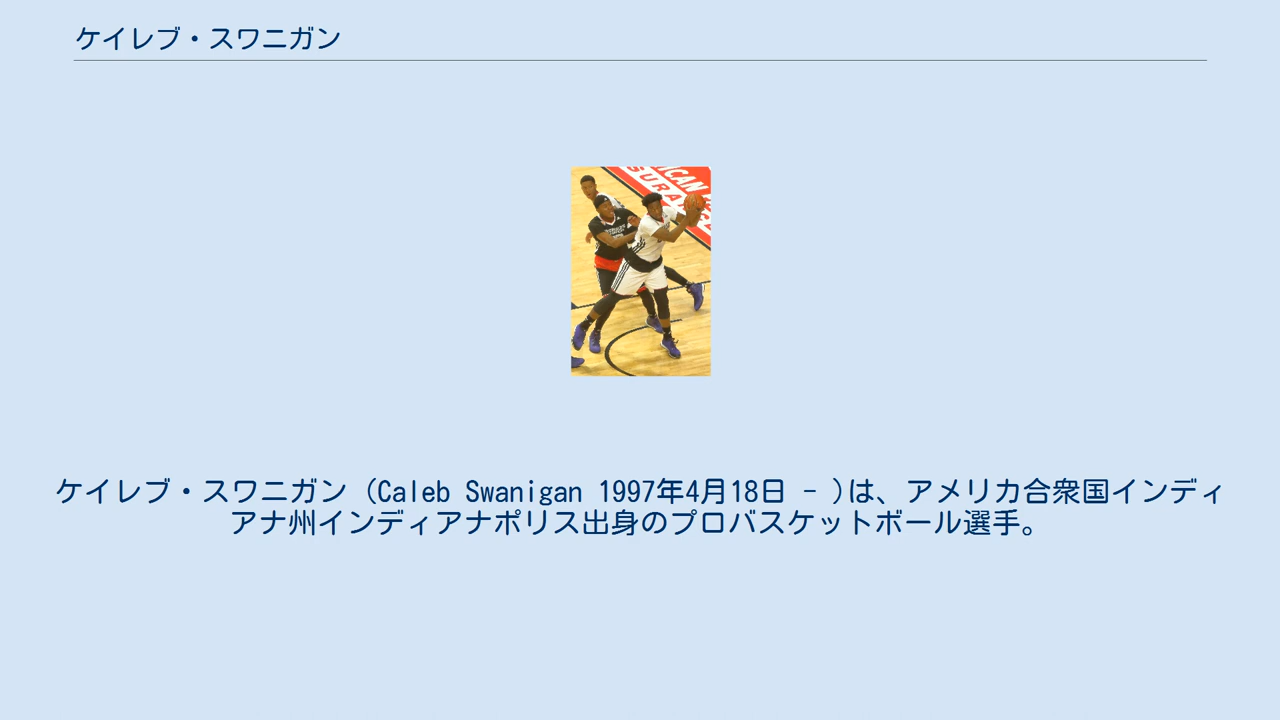 ケイレブ・スワニガン
ケイレブ・スワニガン (Caleb Swanigan 1997年4月18日 - )は、アメリカ合衆国インディ
アナ州インディアナポリス出身のプロバスケットボール選手。